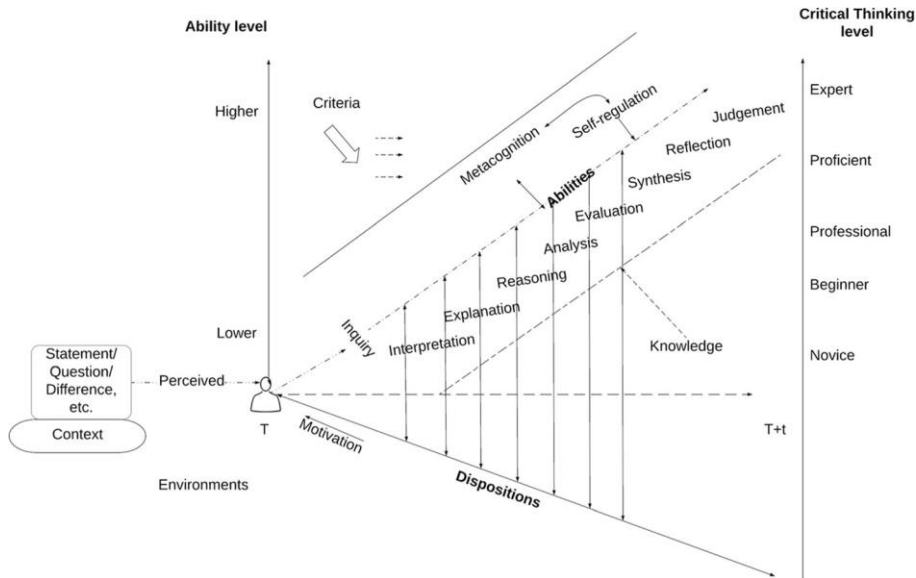 Ability level
Critical Thinking
level
Higher
Criteria
Metacognition
Self-regulation
Judgement
Reflection
Synthesis
Abilities
Evaluation
Analysis
Reasoning
Explanation
Interpretation
Inquiry
Expert
Proficient
Professional
Beginner
Novice
Lower
Knowledge
Statement/
Question/
Difference,
etc.
Perceived
Context
T
Motivation
T+t
Environments
Dispositions